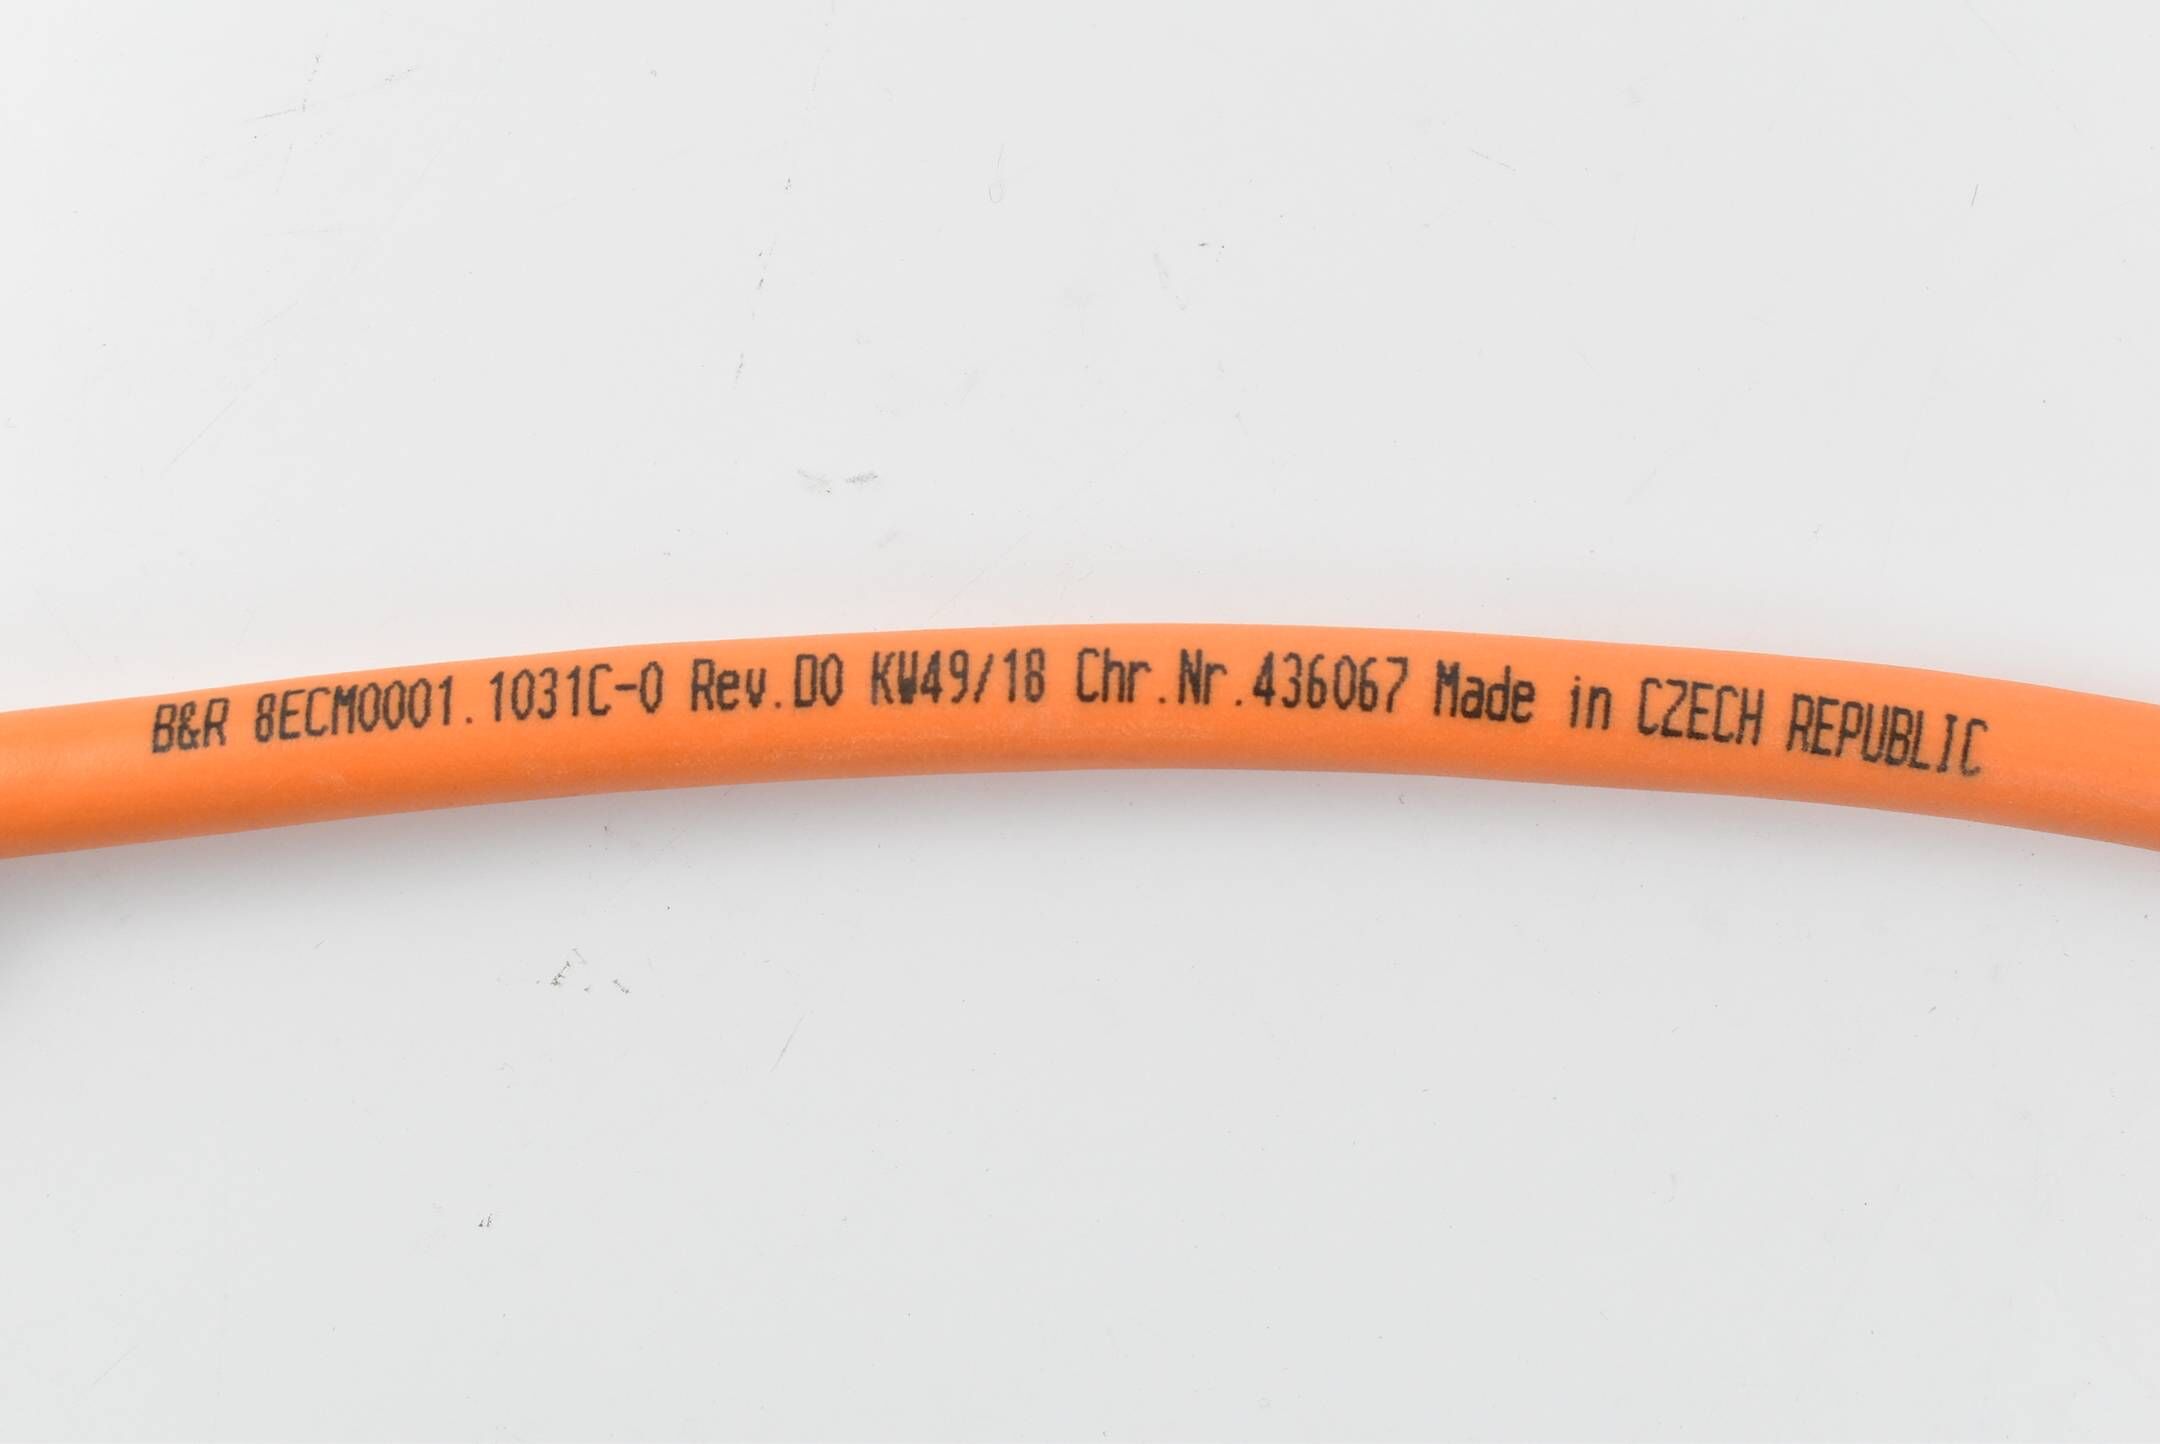 B&R 8ECM0001.1031C-0 Rev.D0 KW49/18 Chr.Nr.436067 Made in CZECH REPUBLIC